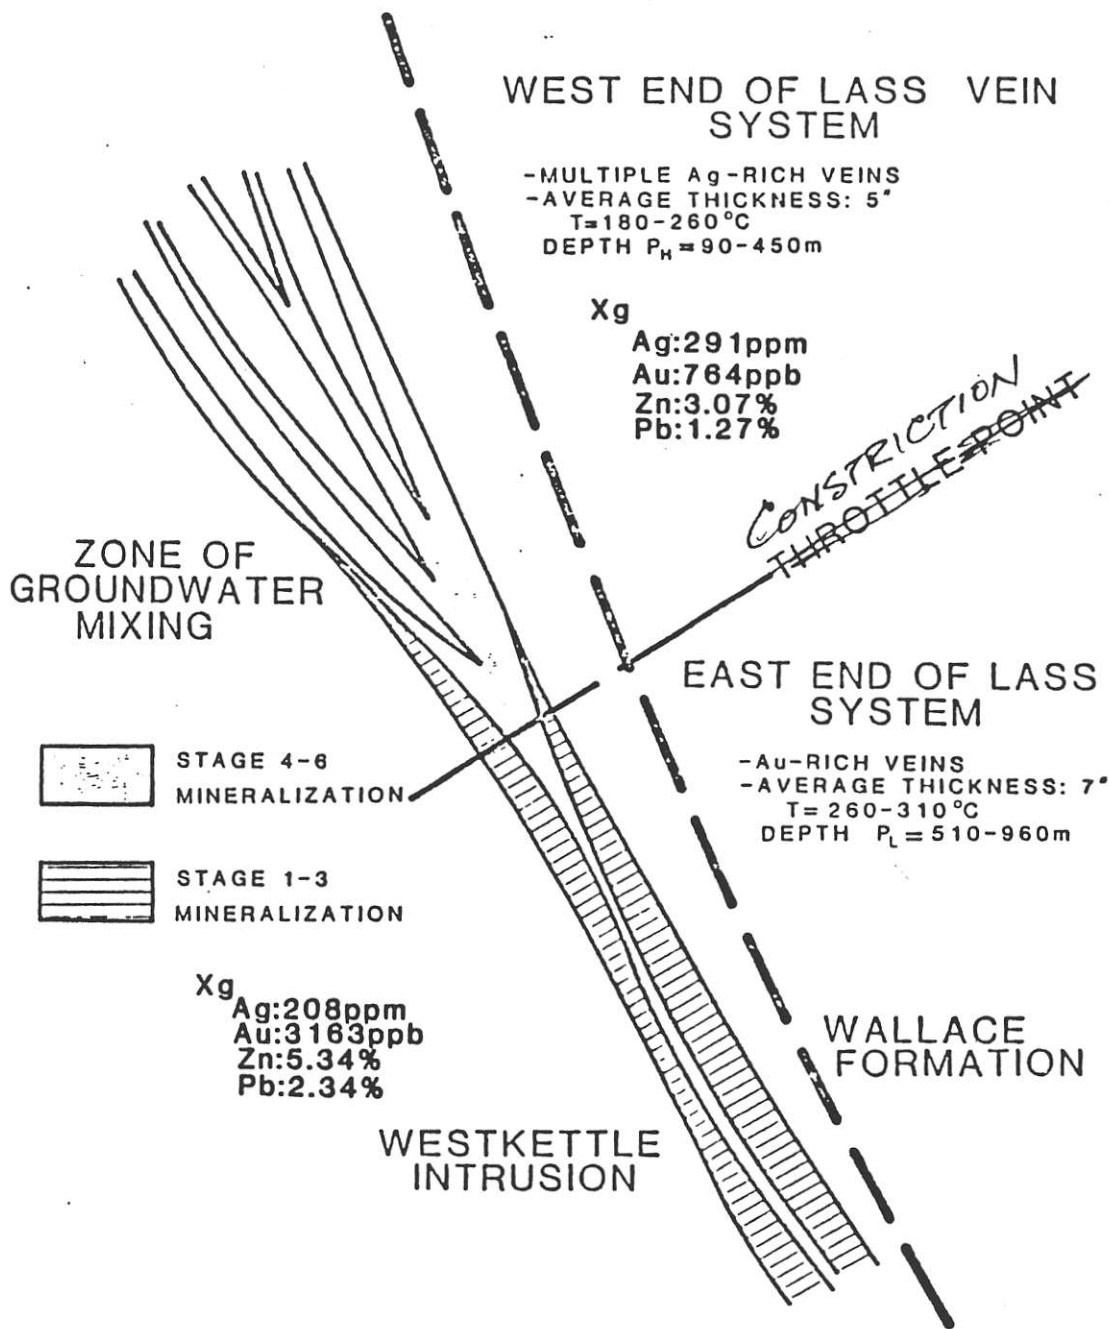 WEST END OF LASS VEIN
SYSTEM
-MULTIPLE Ag-RICH VEINS
-AVERAGE THICKNESS: 5"
T=180-260°C
DEPTH PH=90-450m
Xg
Ag:291ppm
Au:764ppb
Zn:3.07%
Pb:1.27%
CONSTRICTION
THROTTLE POINT
ZONE OF
GROUNDWATER
MIXING
EAST END OF LASS
SYSTEM
-Au-RICH VEINS
-AVERAGE THICKNESS: 7"
T=260-310°C
DEPTH PL=510-960m
STAGE 4-6
MINERALIZATION
STAGE 1-3
MINERALIZATION
Xg
Ag:208ppm
Au:3163ppb
Zn:5.34%
Pb:2.34%
WALLACE
FORMATION
WESTKETTLE
INTRUSION